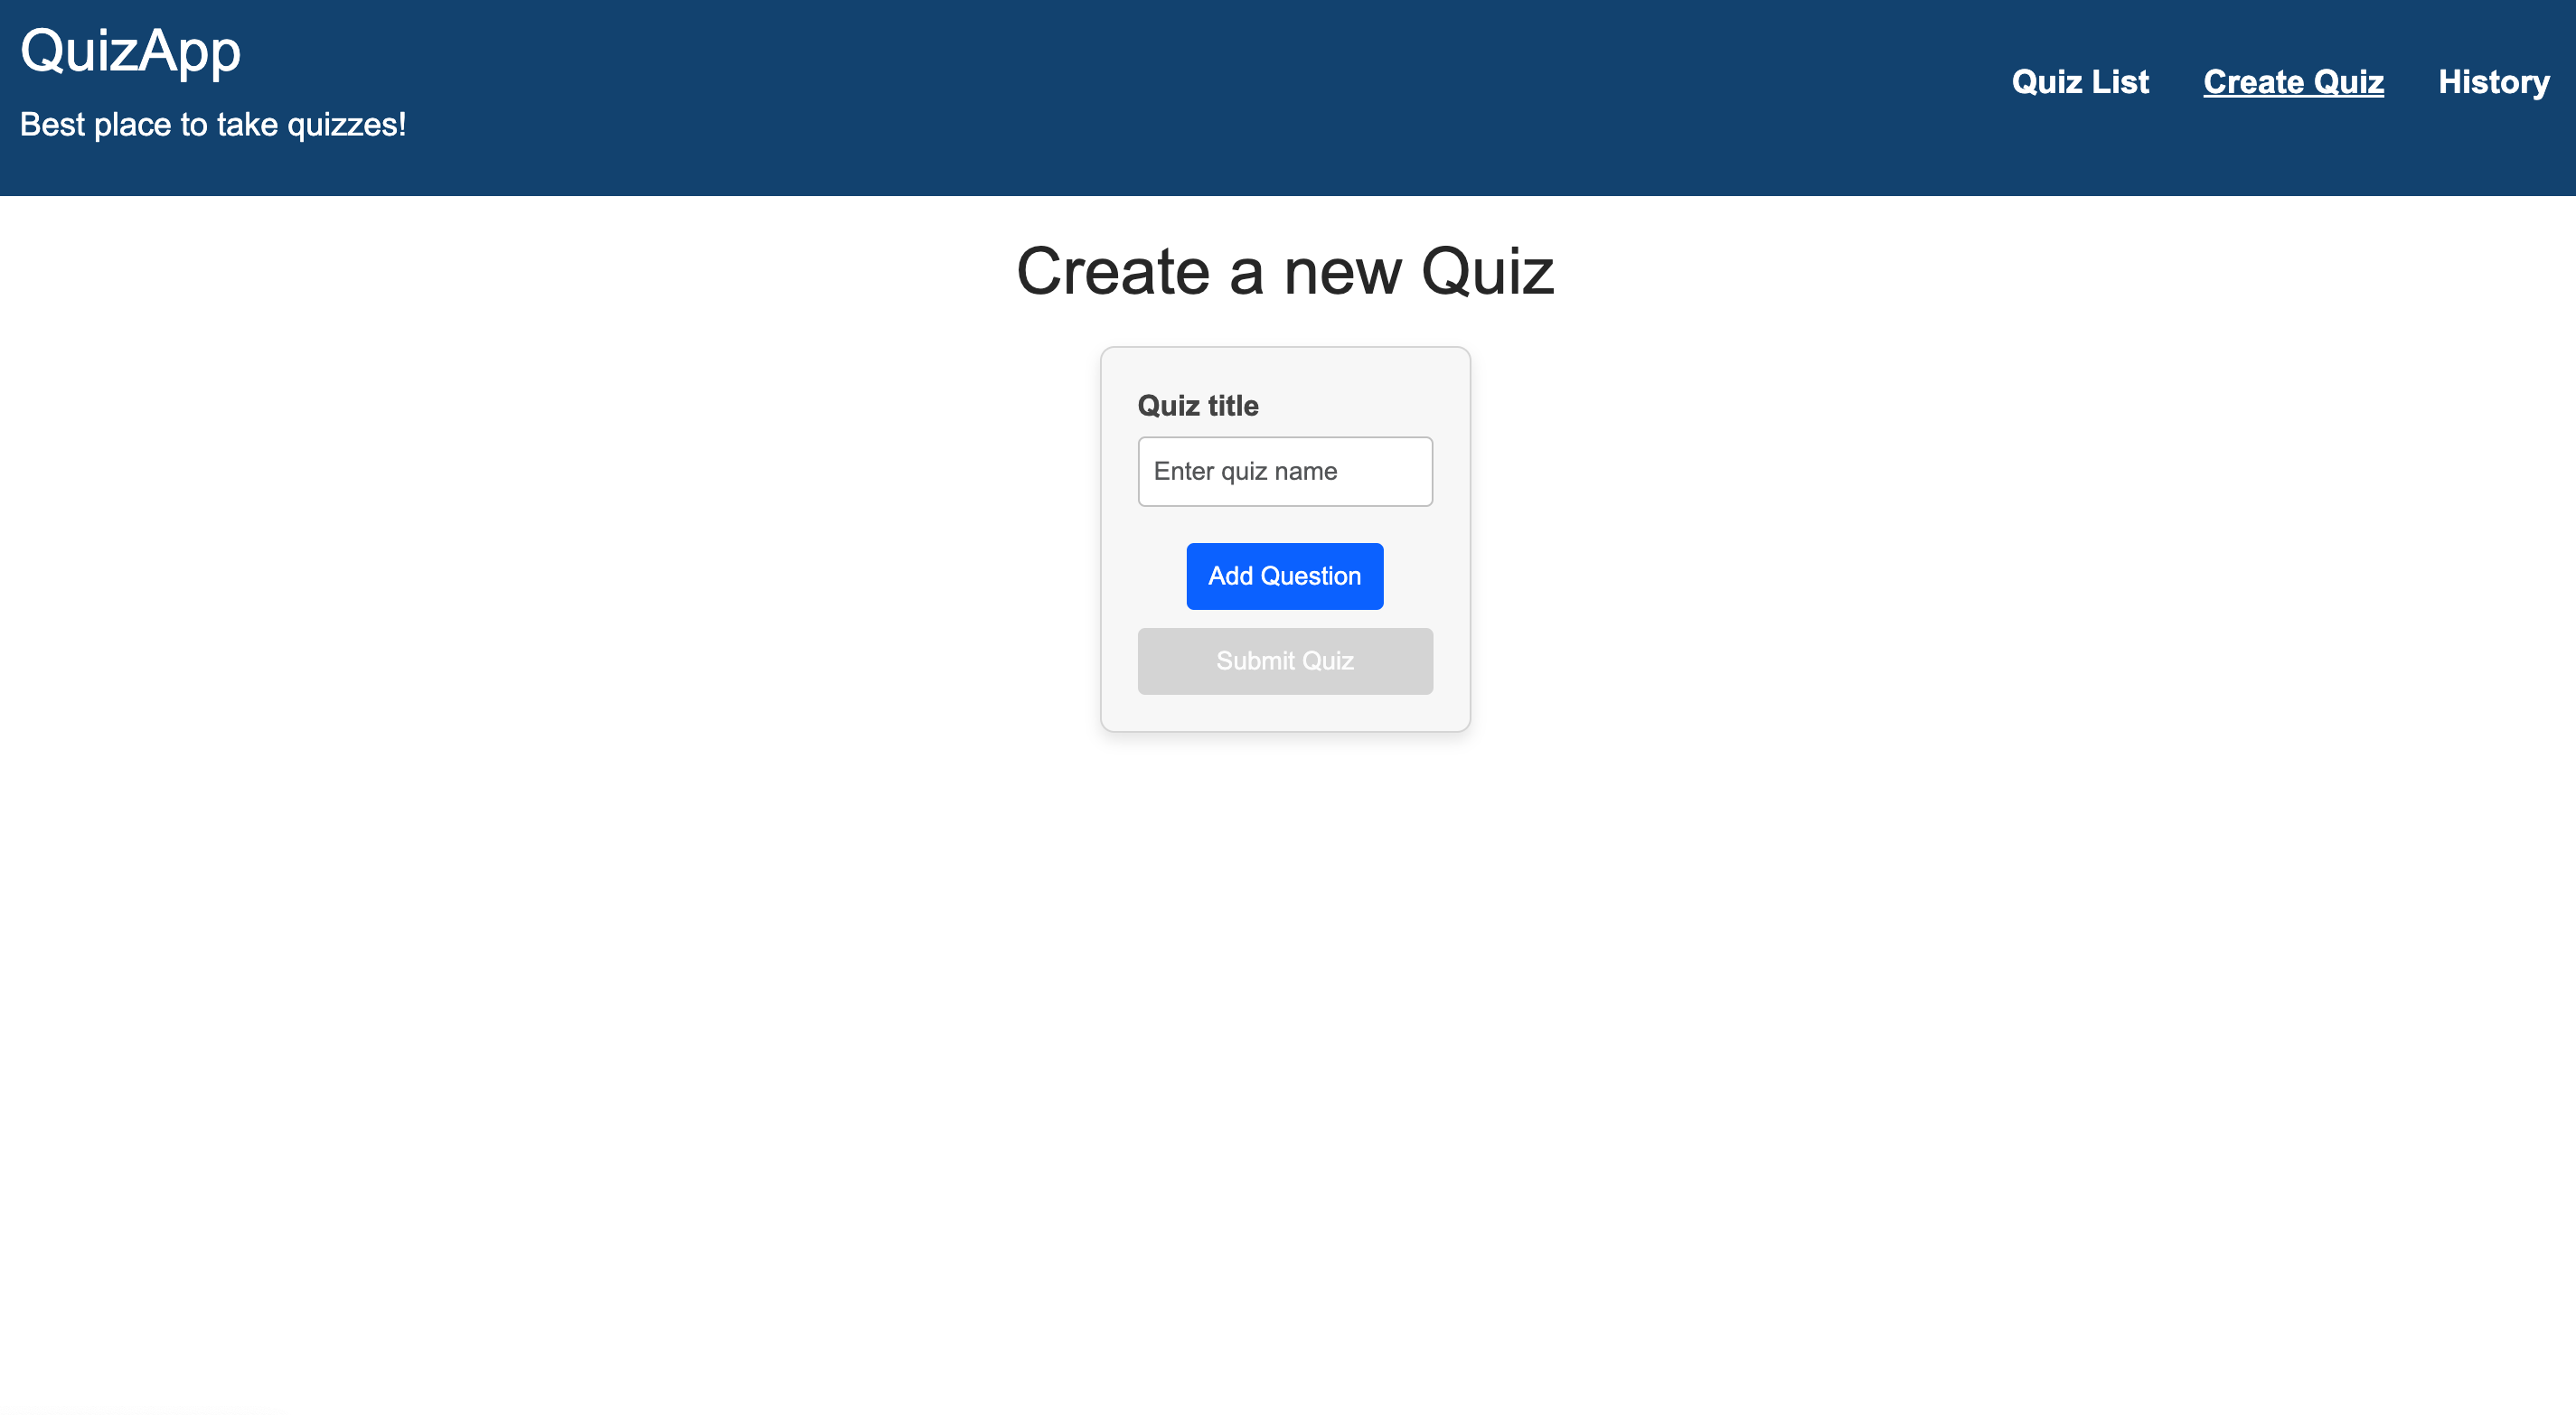 QuizApp
Best place to take quizzes!
Quiz List Create Quiz History
Create a new Quiz
Quiz title
Enter quiz name
Add Question
Submit Quiz